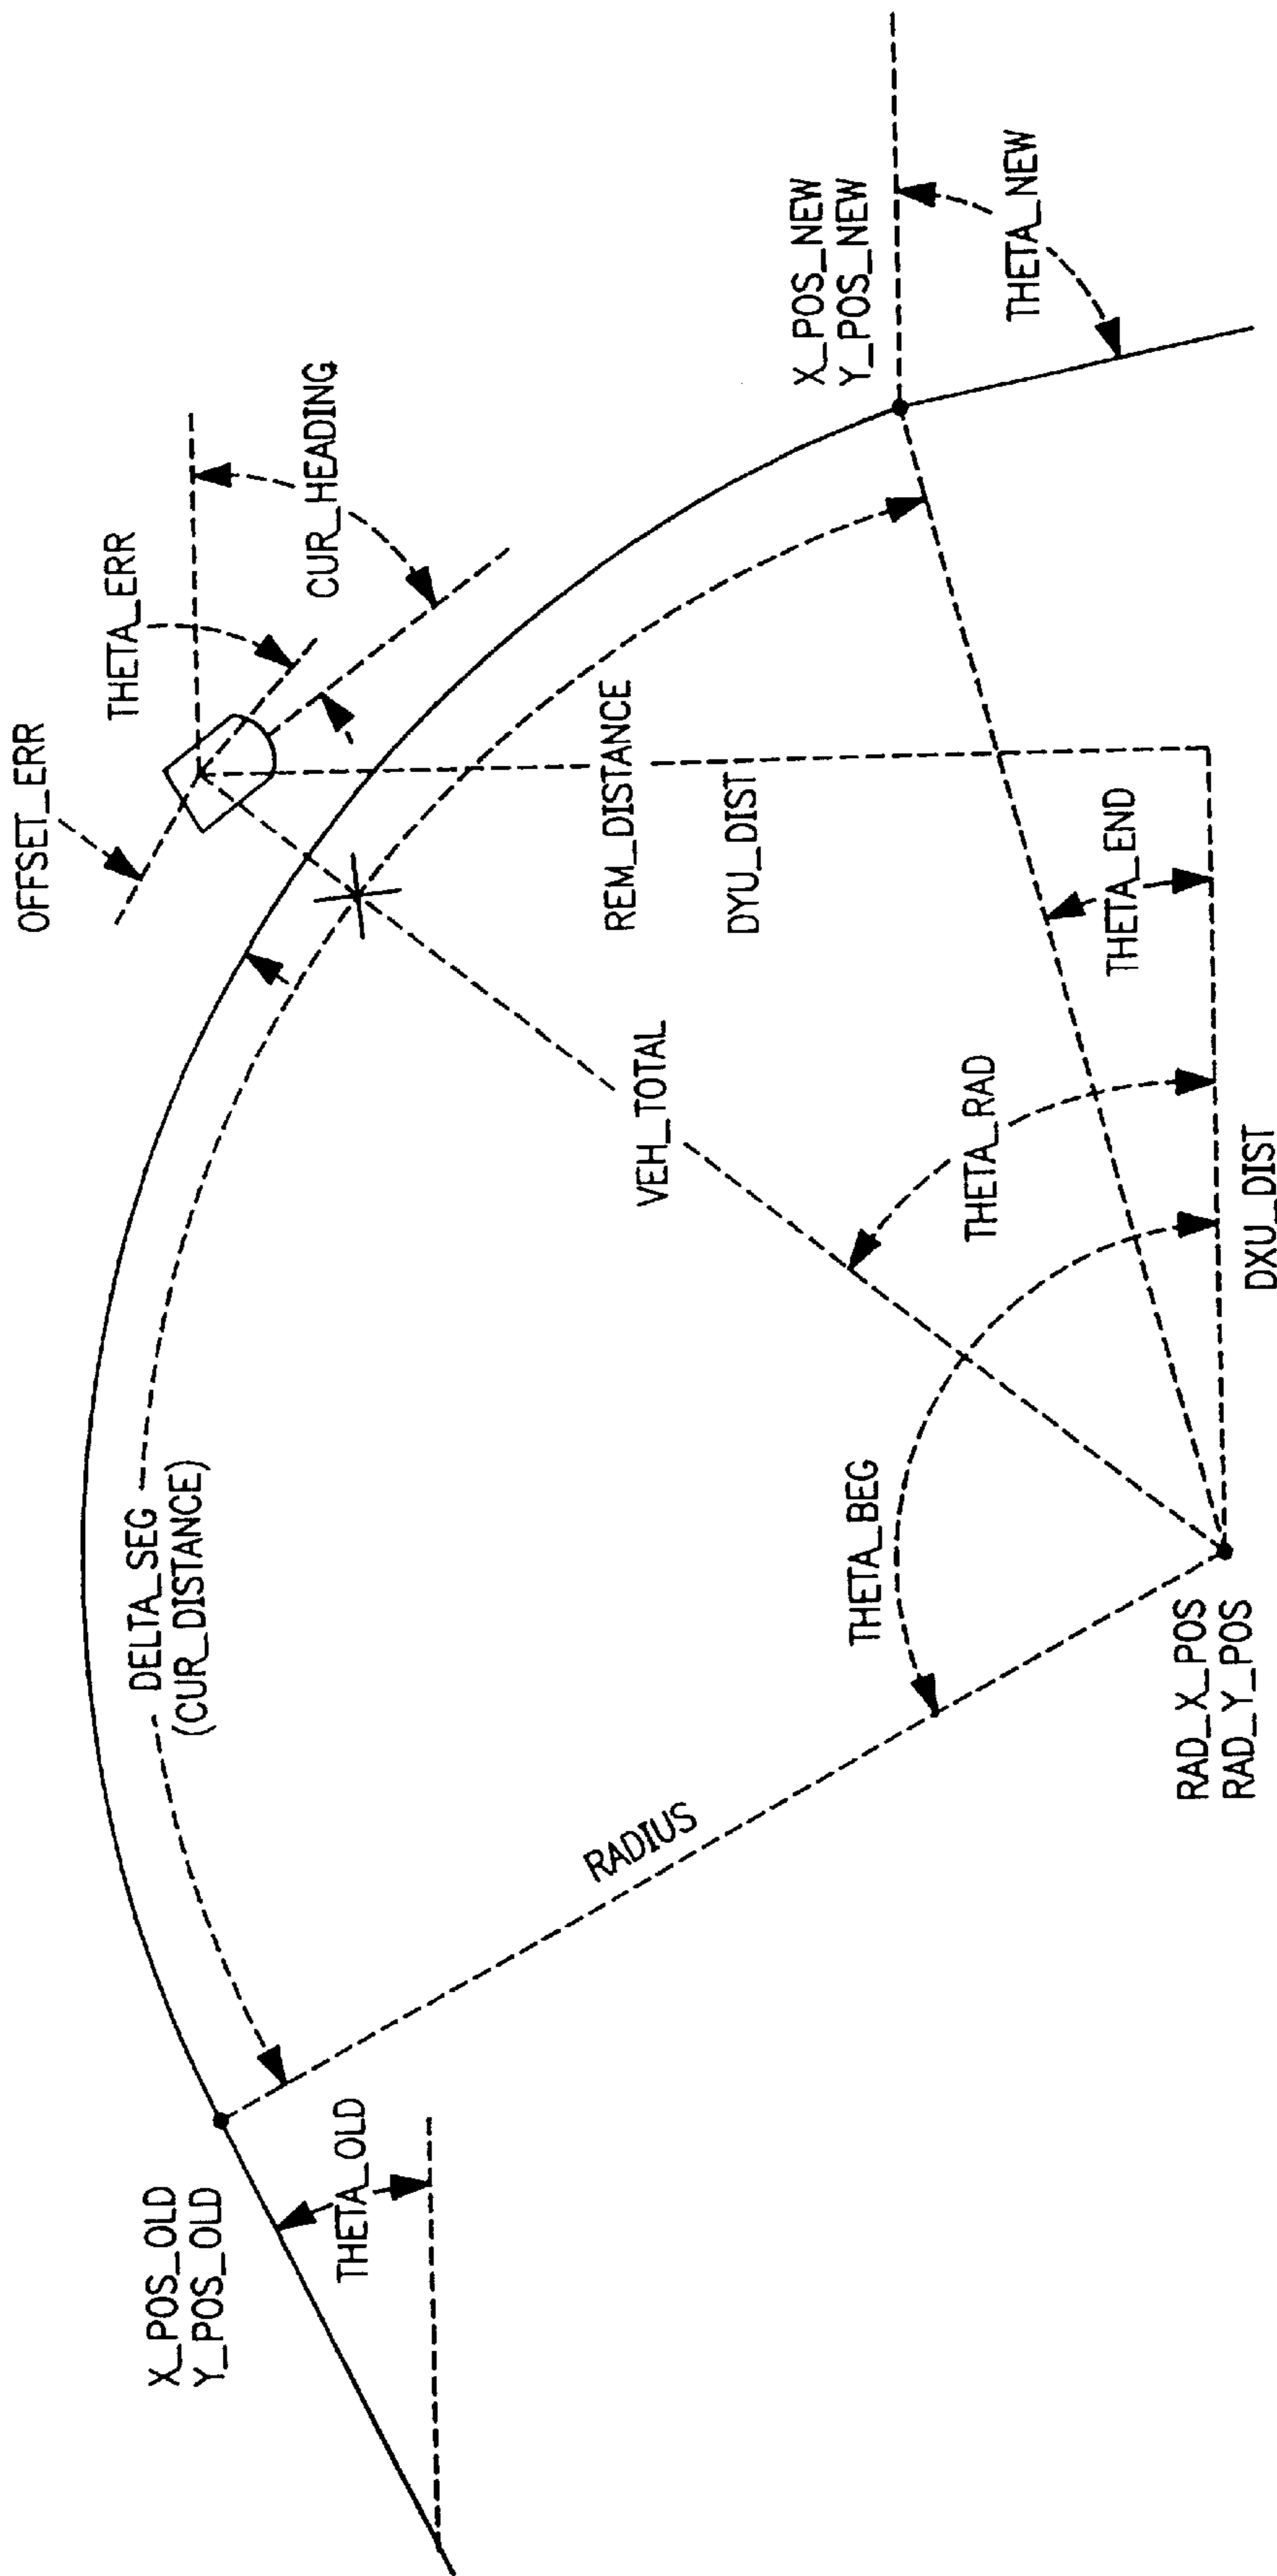 OFFSET_ERR
THETA_ERR
CUR_HEADING
X_POS_OLD
Y_POS_OLD
DELTA_SEG
(CUR_DISTANCE)
THETA_OLD
RADIUS
VEH_TOTAL
REM_DISTANCE
DYU_DIST
X_POS_NEW
Y_POS_NEW
THETA_NEW
THETA_BEG
THETA_RAD
THETA_END
RAD_X_POS
RAD_Y_POS
DXU_DIST